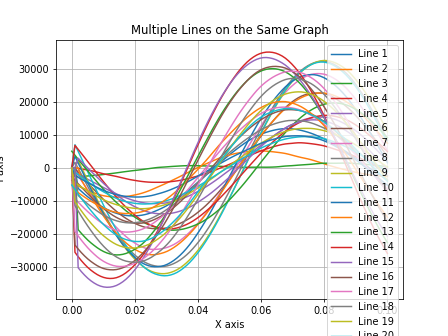 Multiple Lines on the Same Graph
30000
20000
10000
0
−10000
−20000
−30000
0.00
0.02
0.04
0.06
X axis
Line 1
Line 2
Line 3
Line 4
Line 5
Line 6
Line 7
Line 8
Line 9
Line 10
Line 11
Line 12
Line 13
Line 14
Line 15
Line 16
Line 17
Line 18
Line 19
Line 20